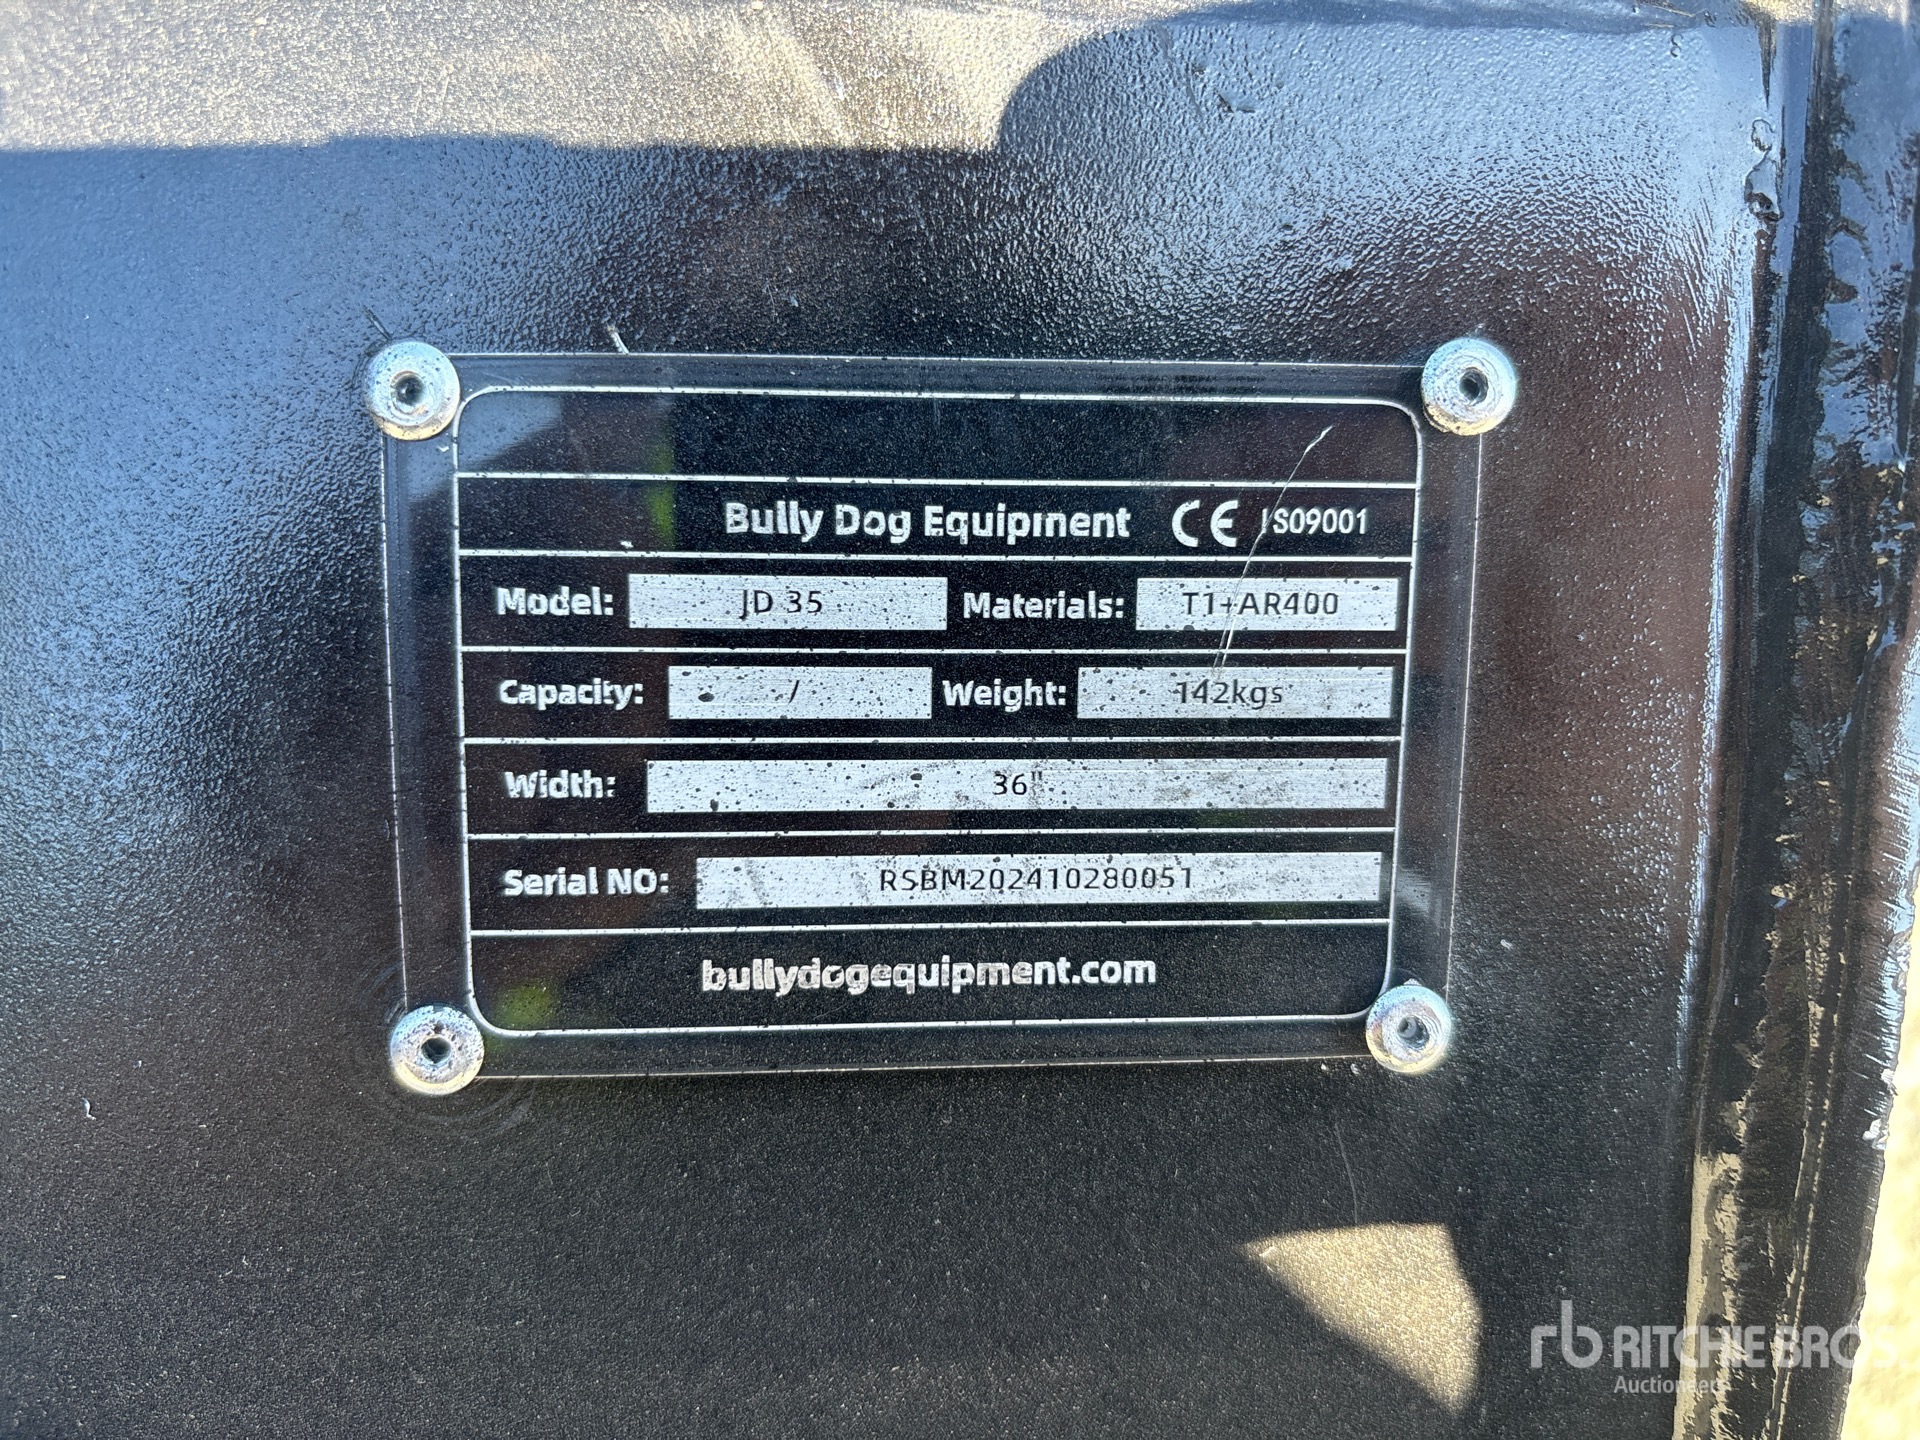 Bully Dog Equipment CE ISO9001
Model: JD 35 Materials: T1+AR400
Capacity: / Weight: 142kgs
Width: 36"
Serial NO: RSBM202410280051
bullydogequipment.com
rb RITCHIE BROS
Auctioneers